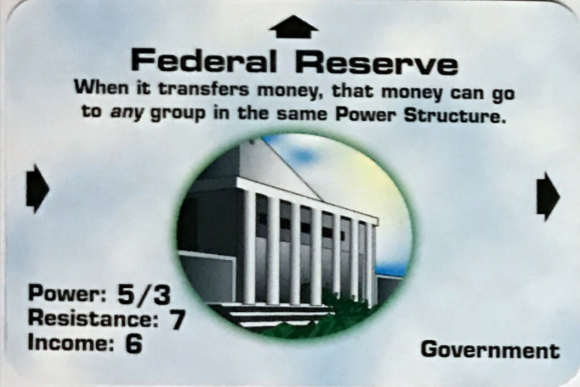 Federal Reserve
When it transfers money, that money can go
to any group in the same Power Structure.
Power: 5/3
Resistance: 7
Income: 6
Government